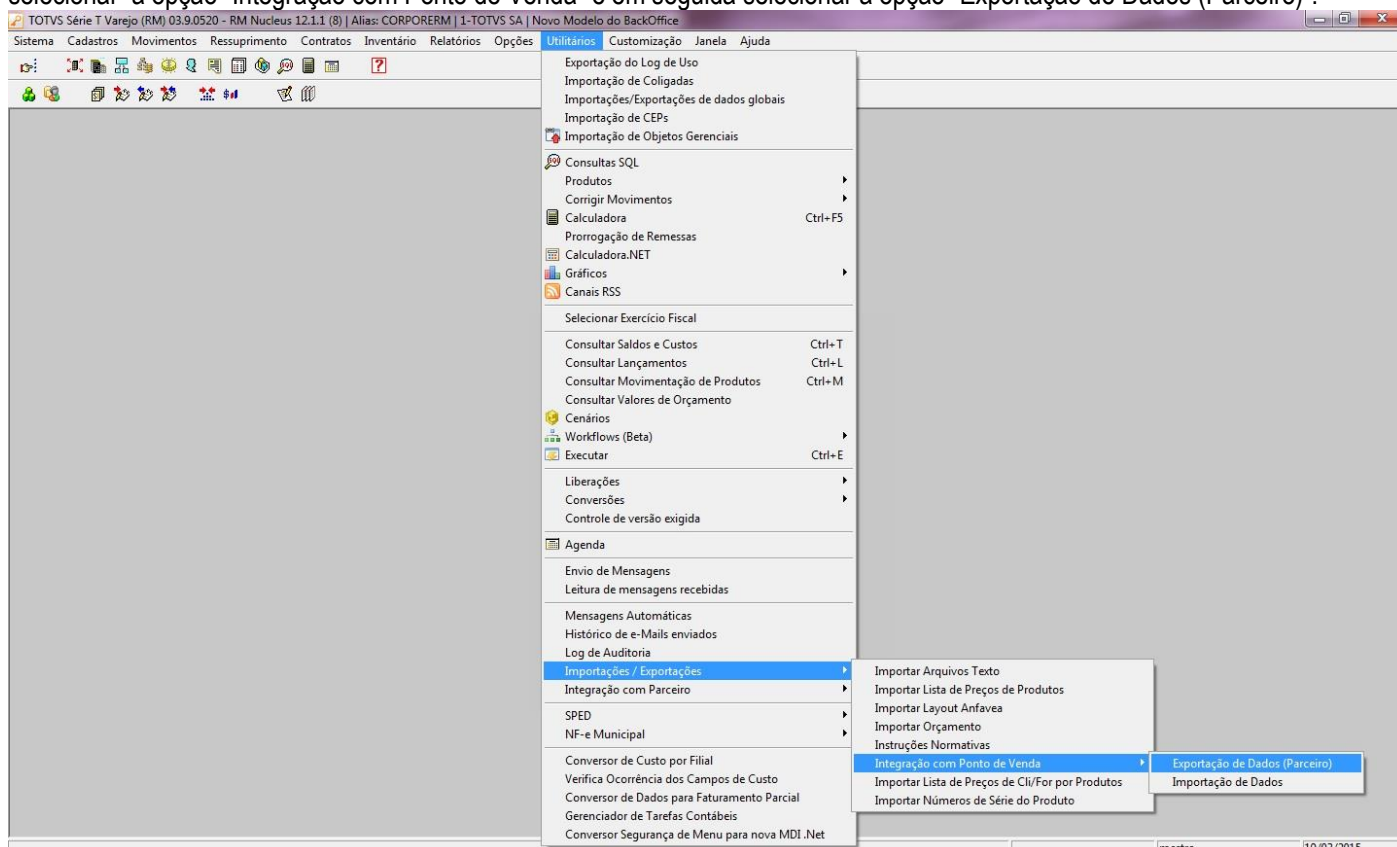 selecionar a opção "Integração com Ponto de Venda" e em seguida selecionar a opção "Exportação de Dados (Parceiro)".
TOTVS Série T Varejo (RM) 03.9.0520 - RM Nucleus 12.1.1 (8) | Alias: CORPORERM | 1-TOTVS SA | Novo Modelo do BackOffice
Sistema Cadastros Movimentos Ressuprimento Contratos Inventário Relatórios Opções Utilitários Customização Janela Ajuda
Exportação do Log de Uso
Importação de Coligadas
Importações/Exportações de dados globais
Importação de CEPs
Importação de Objetos Gerenciais
Consultas SQL
Produtos
Corrigir Movimentos
Calculadora Ctrl+F5
Prorrogação de Remessas
Calculadora.NET
Gráficos
Canais RSS
Selecionar Exercício Fiscal
Consultar Saldos e Custos Ctrl+T
Consultar Lançamentos Ctrl+L
Consultar Movimentação de Produtos Ctrl+M
Consultar Valores de Orçamento
Cenários
Workflows (Beta)
Executar Ctrl+E
Liberações
Conversões
Controle de versão exigida
Agenda
Envio de Mensagens
Leitura de mensagens recebidas
Mensagens Automáticas
Histórico de e-Mails enviados
Log de Auditoria
Importações / Exportações
Integração com Parceiro
SPED
NF-e Municipal
Conversor de Custo por Filial
Verifica Ocorrência dos Campos de Custo
Conversor de Dados para Faturamento Parcial
Gerenciador de Tarefas Contábeis
Conversor Segurança de Menu para nova MDI .Net
Importar Arquivos Texto
Importar Lista de Preços de Produtos
Importar Layout Anfavea
Importar Orçamento
Instruções Normativas
Integração com Ponto de Venda
Importar Lista de Preços de Cli/For por Produtos
Importar Números de Série do Produto
Exportação de Dados (Parceiro)
Importação de Dados
mestre 10/03/2015